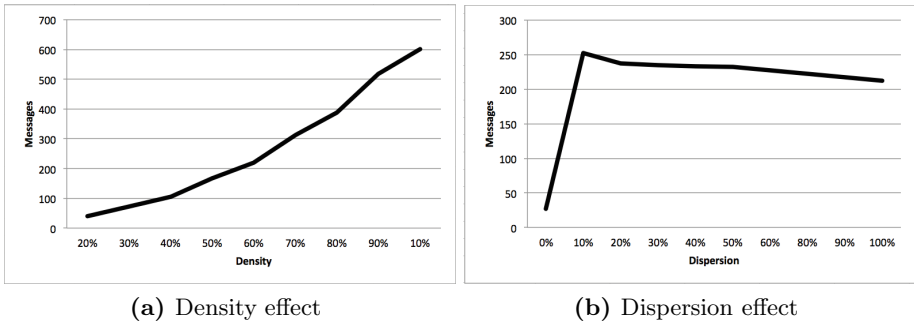 700
600
500
400
300
200
100
0
Messages
20% 30% 40% 50% 60% 70% 80% 90% 10%
Density
(a) Density effect
300
250
200
150
100
50
0
Messages
0% 10% 20% 30% 40% 50% 60% 70% 80% 90% 100%
Dispersion
(b) Dispersion effect